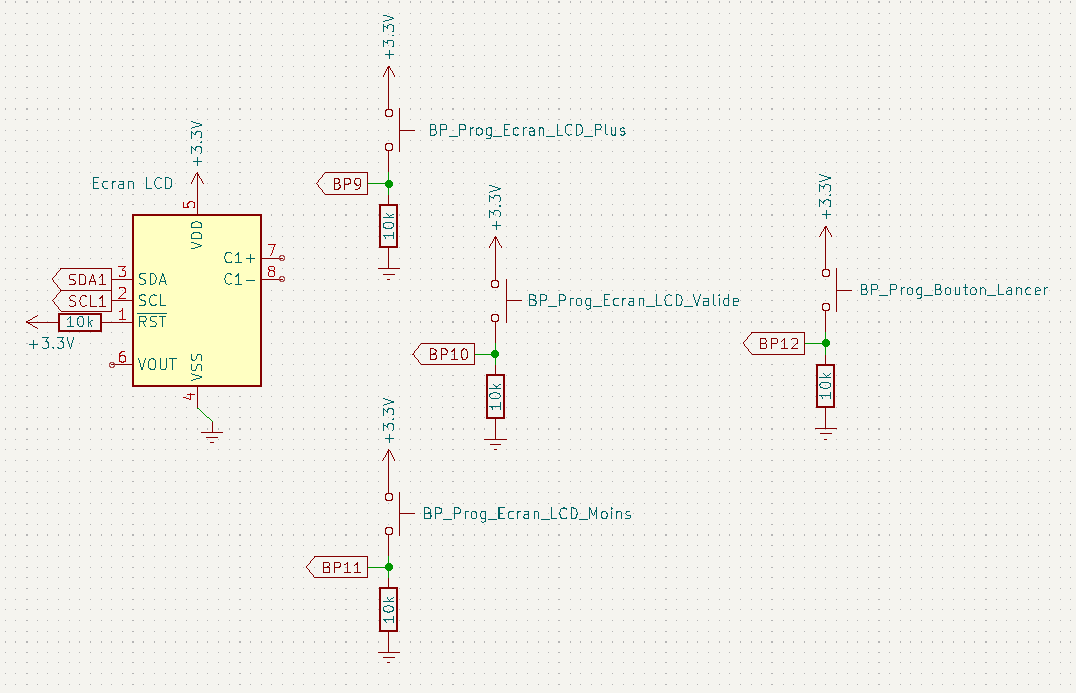 +3.3V
BP_Prog_Ecran_LCD_Plus
BP9
10k
Ecran LCD
+3.3V
5
VDD
C1+ 7
C1- 8
SDA1 3 SDA
SCL1 2 SCL
10k 1 RST
+3.3V
6 VOUT
VSS
4
+3.3V
BP_Prog_Ecran_LCD_Valide
BP10
10k
+3.3V
BP_Prog_Bouton_Lancer
BP12
10k
+3.3V
BP_Prog_Ecran_LCD_Moins
BP11
10k